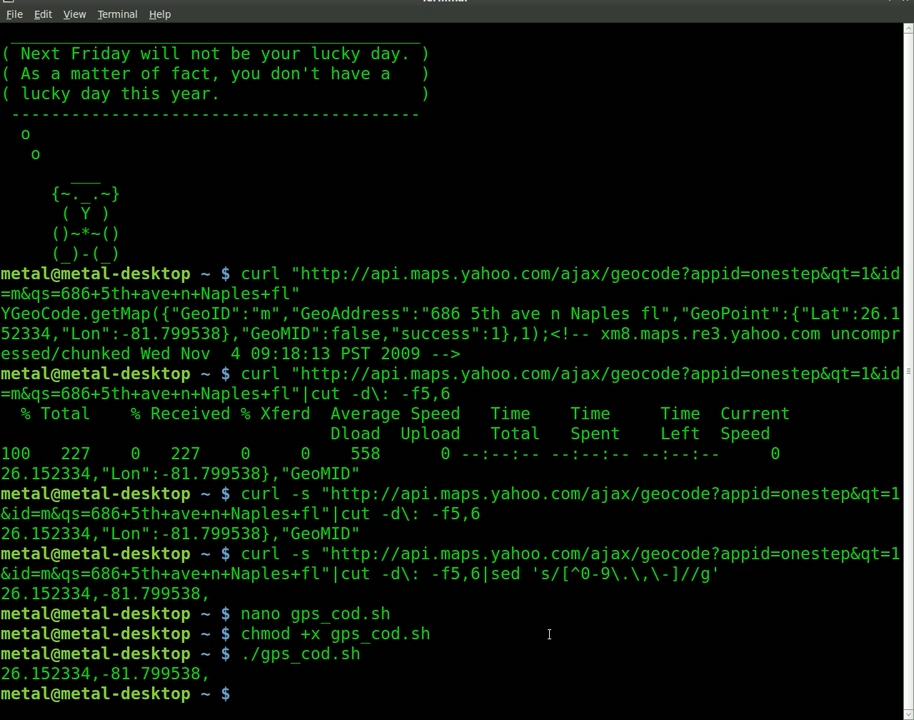 File Edit View Terminal Help
 _________________________________________
( Next Friday will not be your lucky day. )
( As a matter of fact, you don't have a   )
( lucky day this year.                    )
 -----------------------------------------
  o
   o
       ___
     {~._.~}
      ( Y )
     ()~*~()
     (_)-(_)
metal@metal-desktop ~ $ curl "http://api.maps.yahoo.com/ajax/geocode?appid=onestep&qt=1&id
=m&qs=686+5th+ave+n+Naples+fl"
YGeoCode.getMap({"GeoID":"m","GeoAddress":"686 5th ave n Naples fl","GeoPoint":{"Lat":26.1
52334,"Lon":-81.799538},"GeoMID":false,"success":1},1);<!-- xm8.maps.re3.yahoo.com uncompr
essed/chunked Wed Nov  4 09:18:13 PST 2009 -->
metal@metal-desktop ~ $ curl "http://api.maps.yahoo.com/ajax/geocode?appid=onestep&qt=1&id
=m&qs=686+5th+ave+n+Naples+fl"|cut -d\: -f5,6
  % Total    % Received % Xferd  Average Speed   Time    Time     Time  Current
                                 Dload  Upload   Total   Spent    Left  Speed
100   227    0   227    0     0    558      0 --:--:-- --:--:-- --:--:--     0
26.152334,"Lon":-81.799538},"GeoMID"
metal@metal-desktop ~ $ curl -s "http://api.maps.yahoo.com/ajax/geocode?appid=onestep&qt=1
&id=m&qs=686+5th+ave+n+Naples+fl"|cut -d\: -f5,6
26.152334,"Lon":-81.799538},"GeoMID"
metal@metal-desktop ~ $ curl -s "http://api.maps.yahoo.com/ajax/geocode?appid=onestep&qt=1
&id=m&qs=686+5th+ave+n+Naples+fl"|cut -d\: -f5,6|sed 's/[^0-9\.\,\-]//g'
26.152334,-81.799538,
metal@metal-desktop ~ $ nano gps_cod.sh
metal@metal-desktop ~ $ chmod +x gps_cod.sh
metal@metal-desktop ~ $ ./gps_cod.sh
26.152334,-81.799538,
metal@metal-desktop ~ $